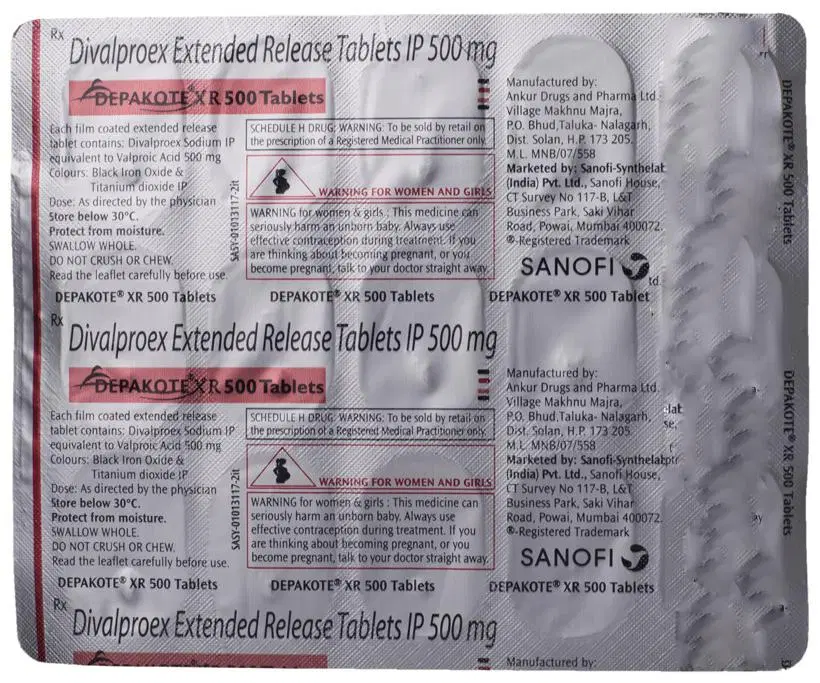 Rx
Divalproex Extended Release Tablets IP 500 mg
DEPAKOTE® XR 500 Tablets
Each film coated extended release
tablet contains: Divalproex Sodium IP
equivalent to Valproic Acid 500 mg
Colours: Black Iron Oxide &
Titanium dioxide IP
Dose: As directed by the physician
Store below 30°C.
Protect from moisture.
SWALLOW WHOLE.
DO NOT CRUSH OR CHEW.
Read the leaflet carefully before use.
SASY-01013117-2it
SCHEDULE H DRUG: WARNING: To be sold by retail on
the prescription of a Registered Medical Practitioner only.
WARNING FOR WOMEN AND GIRLS
WARNING for women & girls : This medicine can
seriously harm an unborn baby. Always use
effective contraception during treatment. If you
are thinking about becoming pregnant, or you
become pregnant, talk to your doctor straight away.
Manufactured by:
Ankur Drugs and Pharma Ltd.
Village Makhnu Majra,
P.O. Bhud,Taluka- Nalagarh,
Dist. Solan, H.P. 173 205.
M.L. MNB/07/558
Marketed by: Sanofi-Synthelab
(India) Pvt. Ltd., Sanofi House,
CT Survey No 117-B, L&T
Business Park, Saki Vihar
Road, Powai, Mumbai 400072.
®-Registered Trademark
SANOFI
td.
DEPAKOTE® XR 500 Tablets
DEPAKOTE® XR 500 Tablets
DEPAKOTE® XR 500 Tablet
DEPAKOTE® XR 500 Tablets
Rx
Divalproex Extended Release Tablets IP 500 mg
DEPAKOTE® XR 500 Tablets
Each film coated extended release
tablet contains: Divalproex Sodium IP
equivalent to Valproic Acid 500 mg
Colours: Black Iron Oxide &
Titanium dioxide IP
Dose: As directed by the physician
Store below 30°C.
Protect from moisture.
SWALLOW WHOLE.
DO NOT CRUSH OR CHEW.
Read the leaflet carefully before use.
SASY-01013117-2it
SCHEDULE H DRUG: WARNING: To be sold by retail on
the prescription of a Registered Medical Practitioner only.
WARNING FOR WOMEN AND GIRLS
WARNING for women & girls : This medicine can
seriously harm an unborn baby. Always use
effective contraception during treatment. If you
are thinking about becoming pregnant, or you
become pregnant, talk to your doctor straight away.
Manufactured by:
Ankur Drugs and Pharma Ltd.
Village Makhnu Majra,
P.O. Bhud,Taluka- Nalagarh,
Dist. Solan, H.P. 173 205.
M.L. MNB/07/558
Marketed by: Sanofi-Synthelab
(India) Pvt. Ltd., Sanofi House,
CT Survey No 117-B, L&T
Business Park, Saki Vihar
Road, Powai, Mumbai 400072.
®-Registered Trademark
SANOFI
DEPAKOTE® XR 500 Tablets
DEPAKOTE® XR 500 Tablets
DEPAKOTE® XR 500 Tablets
DEPAKOTE® XR 500 Tablets
Rx
Divalproex Extended Release Tablets IP 500 mg
Manufactured by: